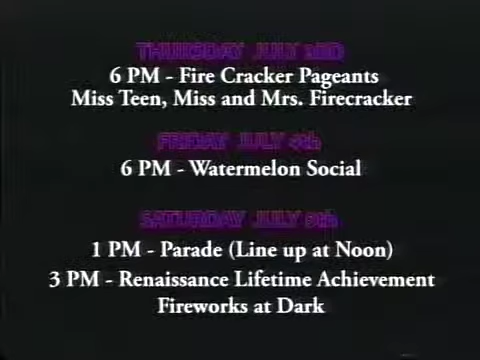 THURSDAY JULY 3RD
6 PM - Fire Cracker Pageants
Miss Teen, Miss and Mrs. Firecracker
FRIDAY JULY 4th
6 PM - Watermelon Social
SATURDAY JULY 5th
1 PM - Parade (Line up at Noon)
3 PM - Renaissance Lifetime Achievement
Fireworks at Dark